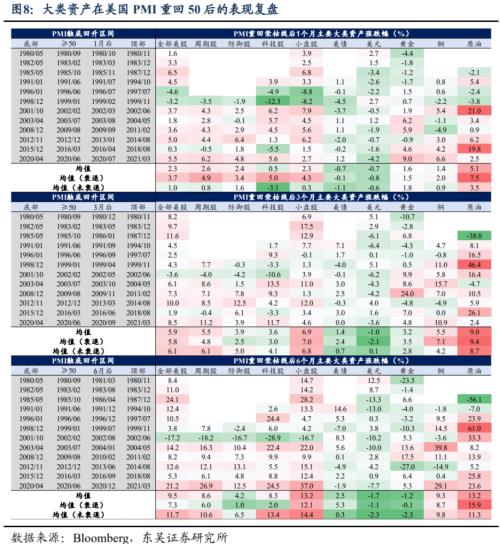 图8：大类资产在美国 PMI 重回 50 后的表现复盘
PMI触底回升区间 PMI重回荣枯线后1个月主要大类资产涨跌幅（%）
底部 ≥50 1月后 顶部 全部美股 周期股 防御股 科技股 小盘股 美债 美元 黄金 铜 原油
1980/05 1980/09 1980/10 1980/11 1.6 3.9 2.7 -4.4
1982/05 1983/02 1983/03 1983/12 3.3 2.5 1.5 -1.8
1985/05 1985/10 1985/11 1987/12 6.5 6.8 -3.4 -1.2 -2.1
1991/01 1991/06 1991/07 1994/10 4.5 3.9 3.3 1.1 -2.6 -1.7 0.8 5.4
1996/01 1996/06 1996/07 1997/07 -4.6 -4.9 -8.8 -0.1 -2.2 1.5 0.6 -2.4
1998/12 1999/01 1999/02 1999/11 -3.2 -3.5 -1.9 -12.3 -8.2 -4.5 2.7 0.7 -2.2 -3.8
2001/10 2002/02 2002/03 2002/06 3.7 4.3 2.5 6.2 7.9 -3.7 -0.5 1.9 5.4 21.0
2003/04 2003/07 2003/08 2004/05 1.8 2.8 -0.1 5.7 4.5 1.1 1.2 6.2 -1.1 3.4
2008/12 2009/08 2009/09 2011/02 3.6 4.3 2.9 4.5 5.6 1.1 -1.9 5.9 -4.9 0.9
2012/11 2012/12 2013/01 2014/08 5.0 4.4 6.4 1.3 6.2 -2.0 -0.7 -0.9 3.0 6.2
2015/12 2016/03 2016/04 2018/08 0.3 -0.5 1.8 -5.5 1.5 -0.2 -1.6 4.6 4.2 19.8
2020/04 2020/06 2020/07 2021/03 5.5 6.2 4.8 5.6 2.7 1.2 -4.2 9.0 6.6 2.5
均值 2.3 2.6 2.4 0.5 2.3 -0.7 -0.7 1.6 1.4 5.1
均值（衰退） 3.7 4.9 3.4 5.0 4.3 -0.1 -0.8 2.0 1.5 7.5
均值（未衰退） 1.0 0.8 1.6 -3.1 0.3 -1.1 -0.6 1.3 3.5
PMI触底回升区间 PMI重回荣枯线后3个月主要大类资产涨跌幅（%）
底部 ≥50 3月后 顶部 全部美股 周期股 防御股 科技股 小盘股 美债 美元 黄金 铜 原油
1980/05 1980/09 1980/12 1980/11 8.2 6.9 5.1 -10.7
1982/05 1983/02 1983/05 1983/12 9.7 17.5 2.9 -2.8
1985/05 1985/10 1986/01 1987/12 11.6 12.9 -6.1 6.8 -38.0
1991/01 1991/06 1991/09 1994/10 4.5 1.7 7.7 7.1 -6.4 -4.3 4.7 8.1
1996/01 1996/06 1996/09 1997/07 2.5 9.3 -0.1 1.7 0.1 -1.0 -0.8 16.5
1998/12 1999/01 1999/04 1999/11 4.3 7.7 -0.3 -3.3 1.3 -4.0 5.1 0.5 11.0 46.4
2001/10 2002/02 2002/05 2002/06 -3.6 -4.0 -4.2 -10.6 3.9 -0.1 -6.2 9.9 5.8 16.4
2003/04 2003/07 2003/10 2004/05 6.1 8.6 1.5 13.5 11.0 3.0 -4.3 8.6 15.7 -4.7
2008/12 2009/08 2009/11 2011/02 7.3 7.1 7.8 9.3 1.3 2.2 -4.2 24.0 7.0 10.5
2012/11 2012/12 2013/03 2014/08 10.0 8.5 12.5 4.2 12.0 -0.3 4.0 -4.8 -4.9 5.9
2015/12 2016/03 2016/06 2018/08 1.9 -0.4 6.1 -3.3 3.4 3.0 1.6 7.0 0.0 26.1
2020/04 2020/06 2020/09 2021/03 8.5 11.2 3.9 11.7 4.6 0.0 -3.6 4.8 10.9 2.4
均值 5.9 5.5 3.9 3.6 6.9 1.4 -1.0 3.2 5.5 9.0
均值（衰退） 5.8 4.8 2.5 3.0 7.0 2.4 -2.1 3.6 7.1 9.4
均值（未衰退） 6.1 6.1 5.0 4.1 6.8 0.7 0.1 2.8 4.2 8.7
PMI触底回升区间 PMI重回荣枯线后6个月主要大类资产涨跌幅（%）
底部 ≥50 6月后 顶部 全部美股 周期股 防御股 科技股 小盘股 美债 美元 黄金 铜 原油
1980/05 1980/09 1981/03 1980/11 8.4 14.7 12.5 -23.5
1982/05 1983/02 1983/08 1983/12 11.0 14.2 8.7 -1.4
1985/05 1985/10 1986/04 1987/12 24.1 28.2 -13.3 6.6 -56.1
1991/01 1991/06 1991/12 1994/10 12.4 2.6 13.3 14.6 -13.0 -4.0 -1.8 -7.0
1996/01 1996/06 1996/12 1997/07 10.5 24.4 4.7 5.3 0.3 -3.2 9.5 23.9
1998/12 1999/01 1999/07 1999/11 3.8 7.8 -2.4 6.0 7.1 -7.0 3.8 -10.3 14.5 61.0
2001/10 2002/02 2002/08 2002/06 -17.2 -18.2 -16.7 -28.9 -16.7 8.3 -10.2 5.3 -3.6 33.3
2003/04 2003/07 2004/01 2004/05 14.2 16.3 10.4 22.4 22.0 5.6 -10.0 13.6 39.8 8.2
2008/12 2009/08 2010/02 2011/02 8.2 9.4 7.3 9.9 9.9 0.1 2.8 17.5 11.1 13.9
2012/11 2012/12 2013/06 2014/08 12.6 12.1 13.1 5.5 15.1 -4.9 4.2 -27.0 -14.9 5.2
2015/12 2016/03 2016/09 2018/08 5.3 6.1 4.8 8.8 12.4 2.2 0.9 6.4 0.4 25.8
2020/04 2020/06 2020/12 2021/03 21.2 26.9 12.5 24.5 37.0 -0.9 -7.7 5.3 29.1 23.6
均值 9.5 8.6 4.2 8.3 13.2 2.5 -1.7 -1.2 9.3 13.2
均值（衰退） 7.3 6.0 1.0 2.0 12.1 5.3 -1.1 -0.2 8.7 15.9
均值（未衰退） 11.7 10.6 6.5 13.4 14.4 0.3 -2.3 -2.3 9.8 11.3
数据来源：Bloomberg，东吴证券研究所